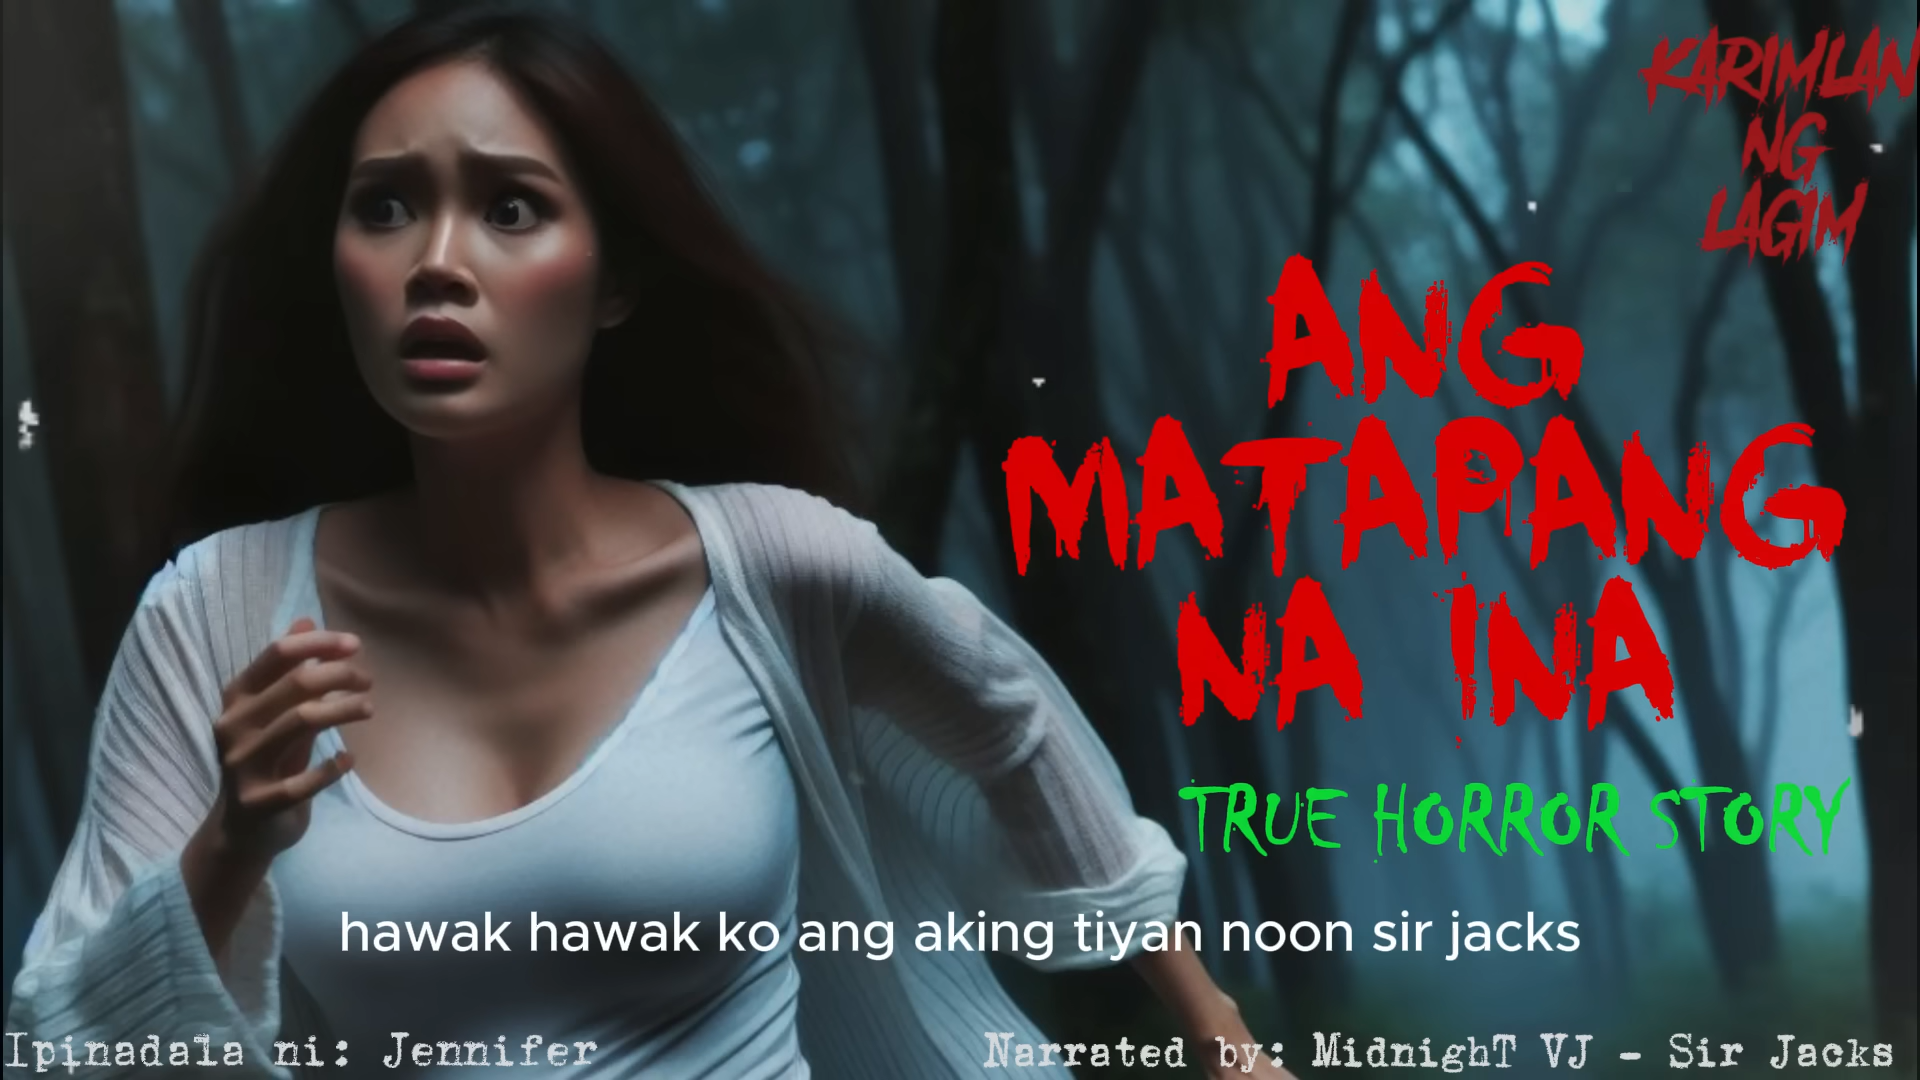 KARIMLAN
NG
LAGIM
ANG
MATAPANG
NA INA
TRUE HORROR STORY
hawak hawak ko ang aking tiyan noon sir jacks
Ipinadala ni: Jennifer
Narrated by: MidnighT VJ - Sir Jacks